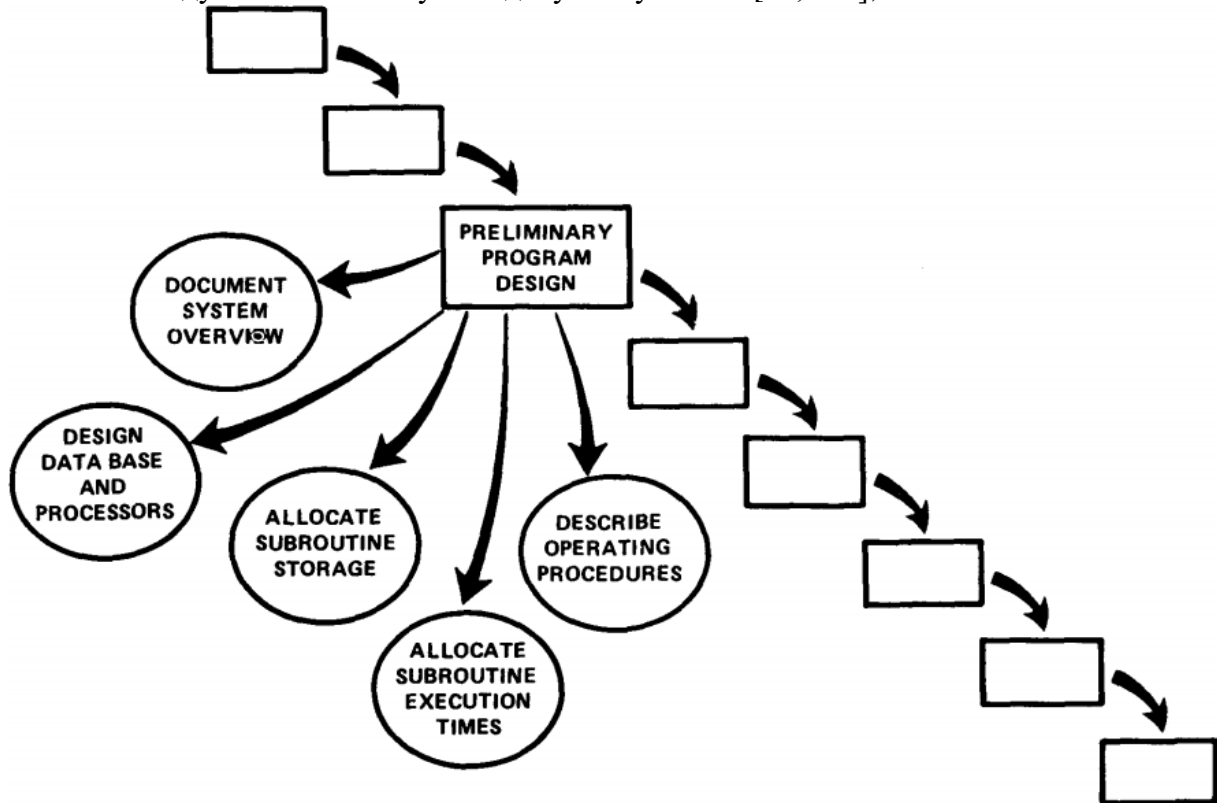 PRELIMINARY
PROGRAM
DESIGN
DOCUMENT
SYSTEM
OVERVIEW
DESIGN
DATA BASE
AND
PROCESSORS
ALLOCATE
SUBROUTINE
STORAGE
DESCRIBE
OPERATING
PROCEDURES
ALLOCATE
SUBROUTINE
EXECUTION
TIMES